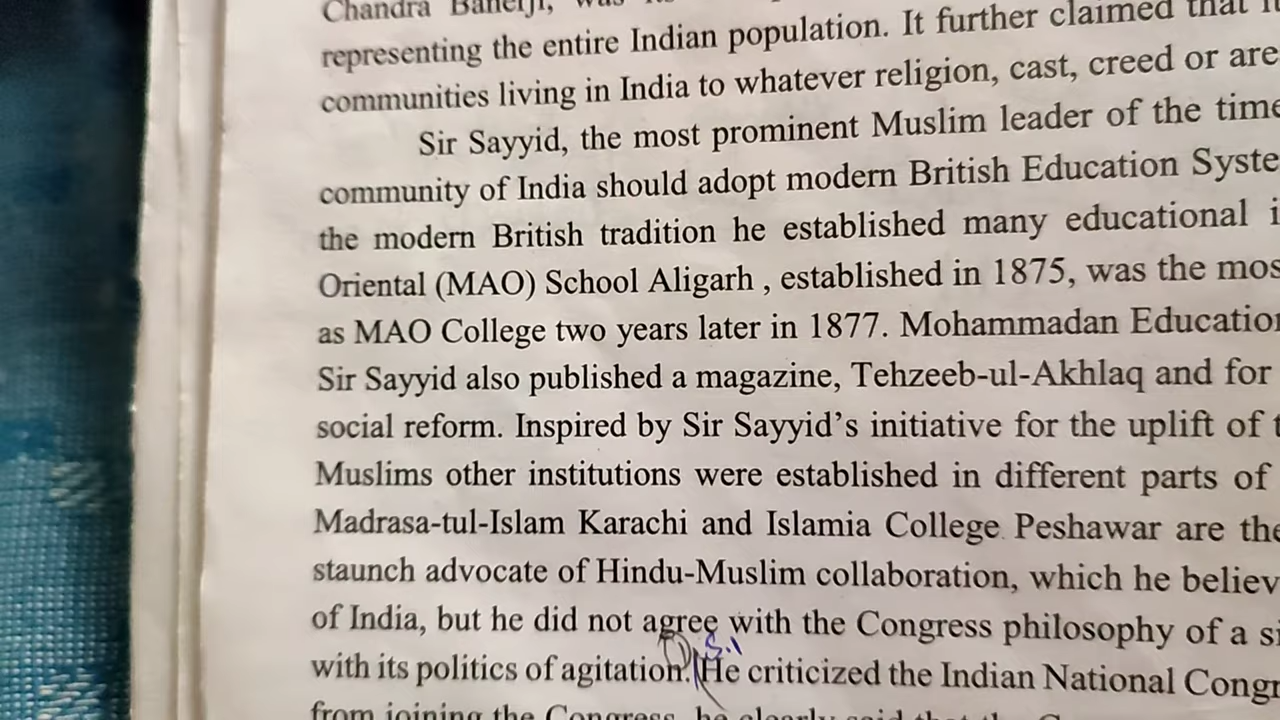 Chandra Banerji, was
representing the entire Indian population. It further claimed that it
communities living in India to whatever religion, cast, creed or are
Sir Sayyid, the most prominent Muslim leader of the time
community of India should adopt modern British Education Syste
the modern British tradition he established many educational i
Oriental (MAO) School Aligarh , established in 1875, was the mos
as MAO College two years later in 1877. Mohammadan Education
Sir Sayyid also published a magazine, Tehzeeb-ul-Akhlaq and for
social reform. Inspired by Sir Sayyid’s initiative for the uplift of t
Muslims other institutions were established in different parts of
Madrasa-tul-Islam Karachi and Islamia College Peshawar are the
staunch advocate of Hindu-Muslim collaboration, which he believ
of India, but he did not agree with the Congress philosophy of a si
with its politics of agitation. He criticized the Indian National Congr
from joining the Congress, he clearly said that the